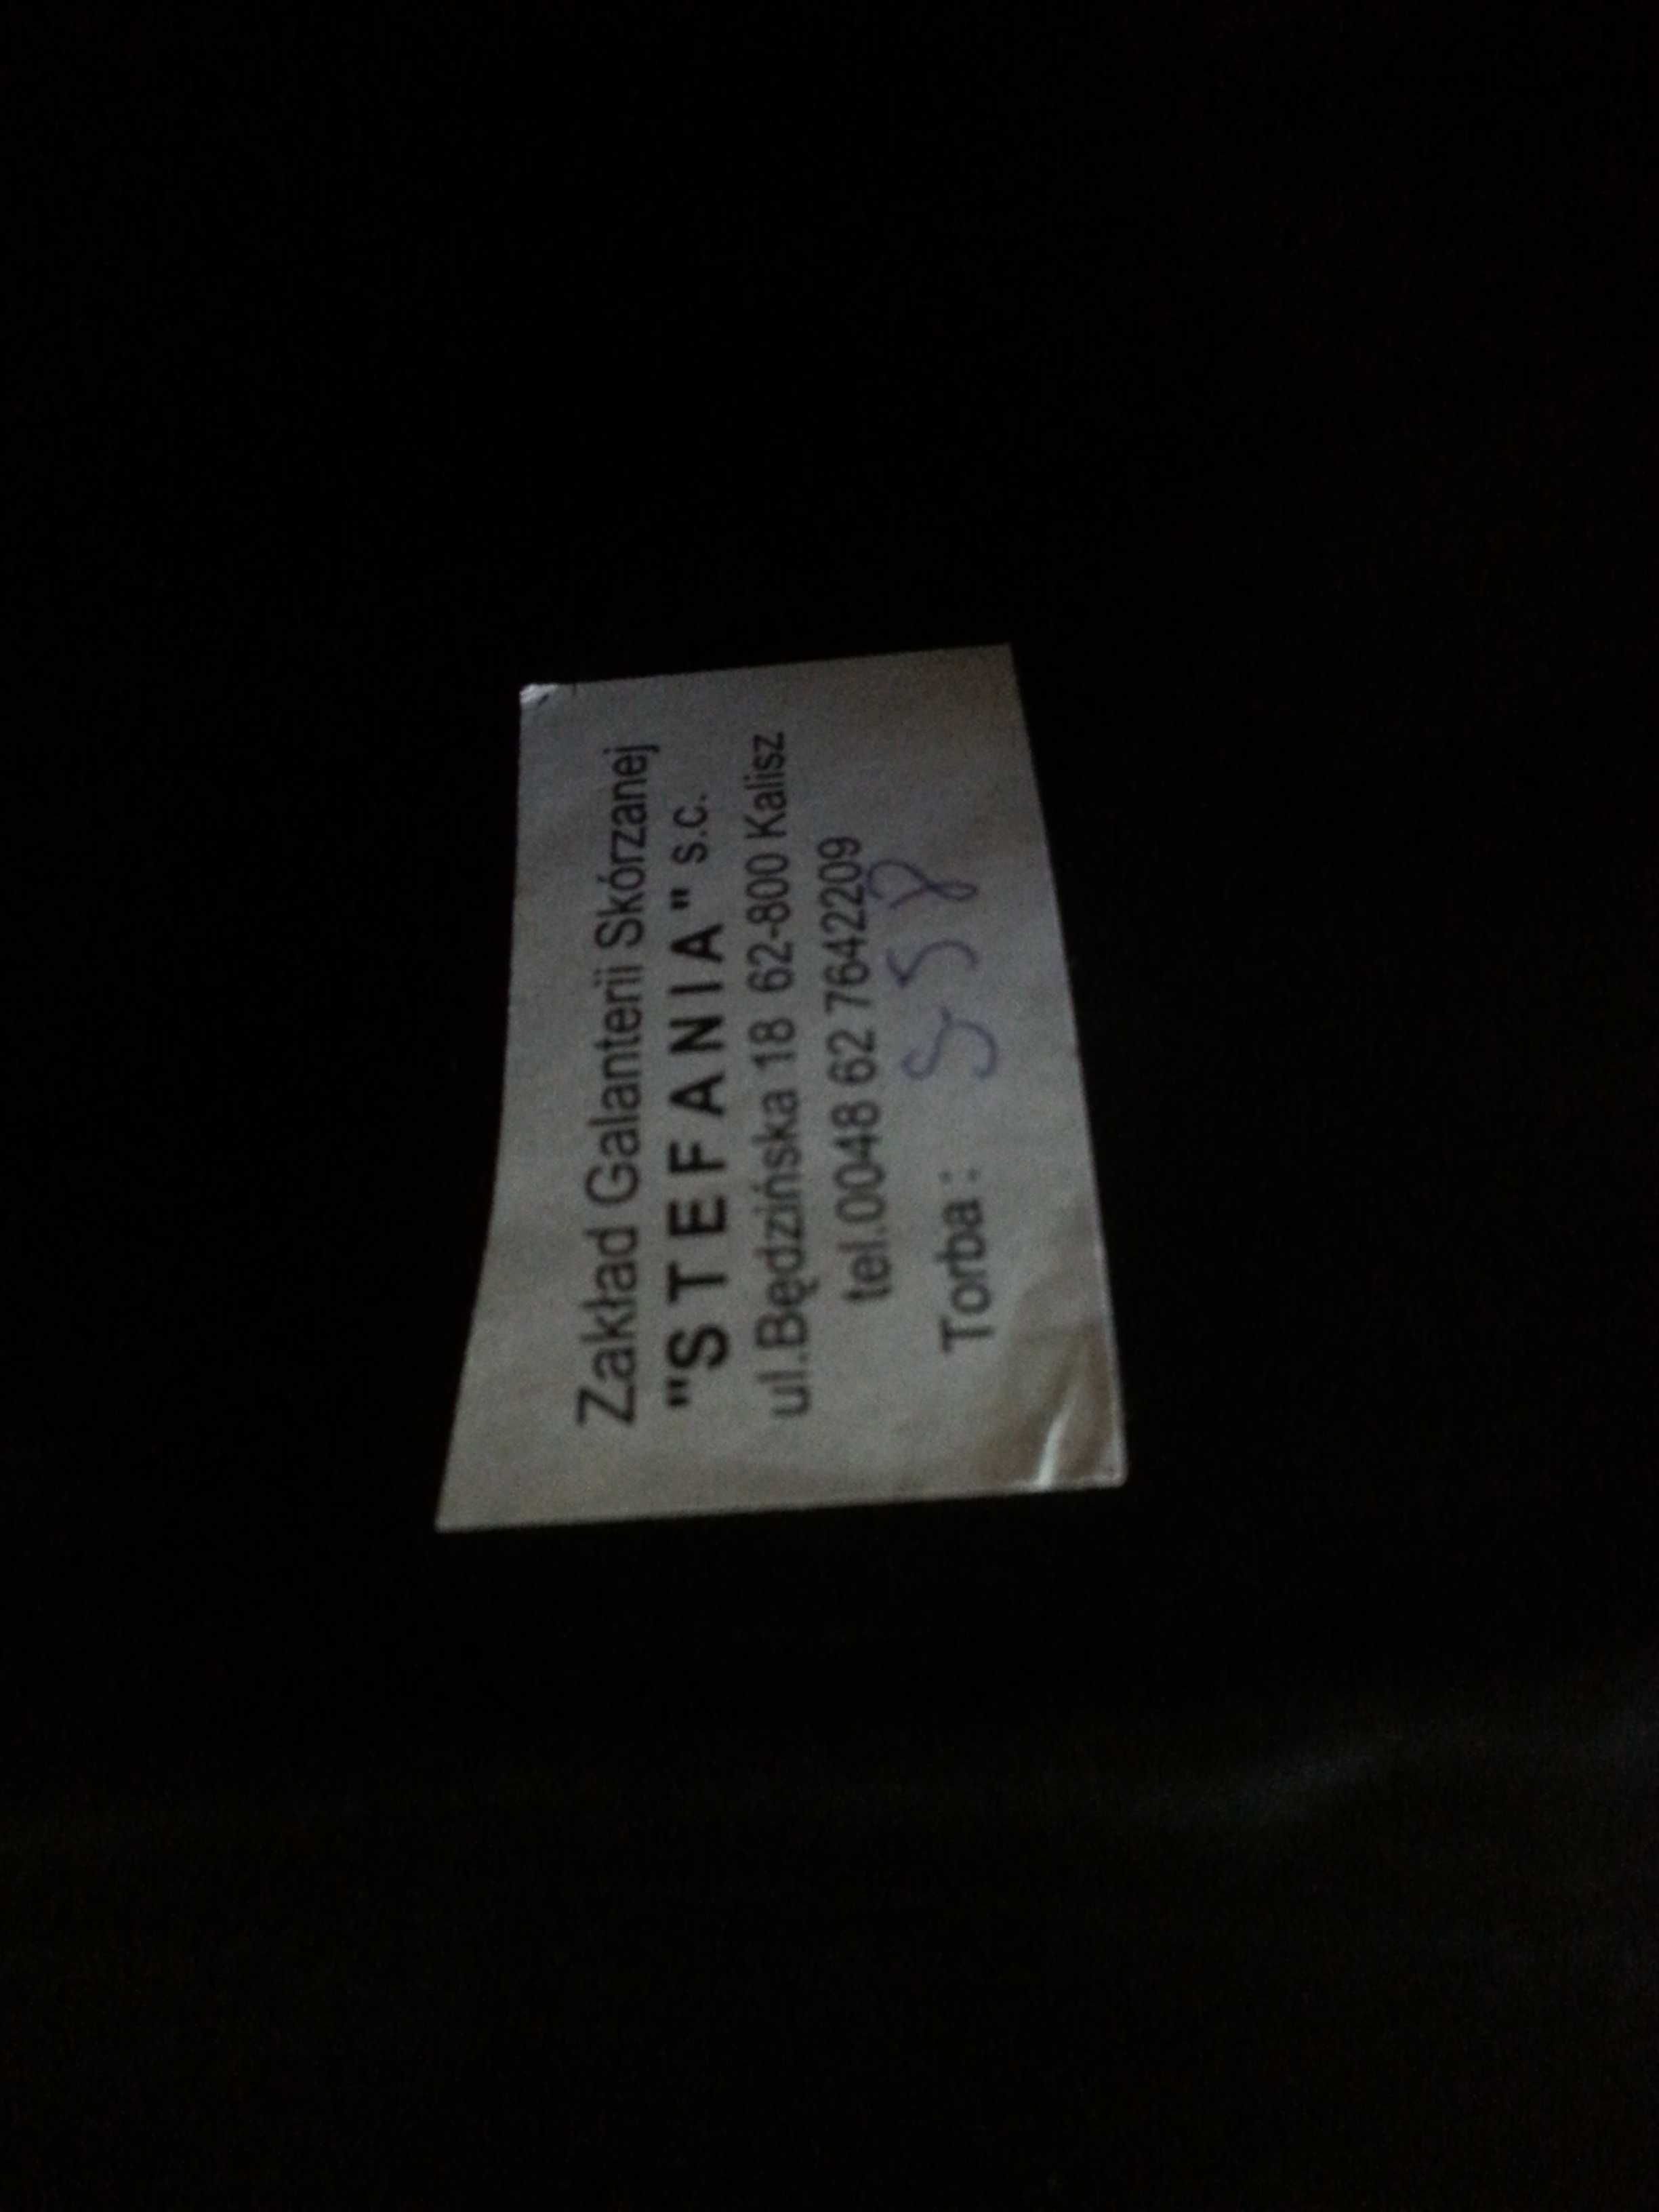 Zakład Galanterii Skórzanej
"STEFANIA" s.c.
ul.Będzińska 18 62-800 Kalisz
tel.0048 62 7642209
Torba : 558